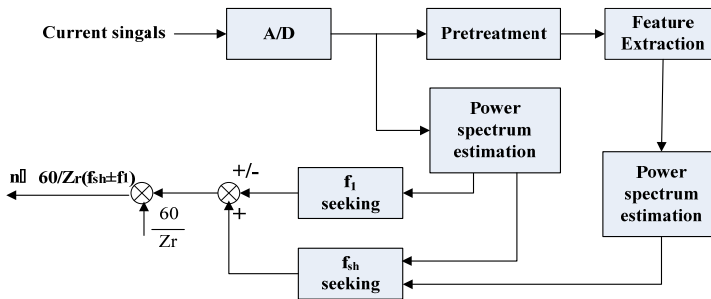 Current singals
A/D
Pretreatment
Feature
Extraction
Power
spectrum
estimation
Power
spectrum
estimation
n▯ 60/Zr(fsh±f1)
+/-
+
f1
seeking
60
Zr
fsh
seeking